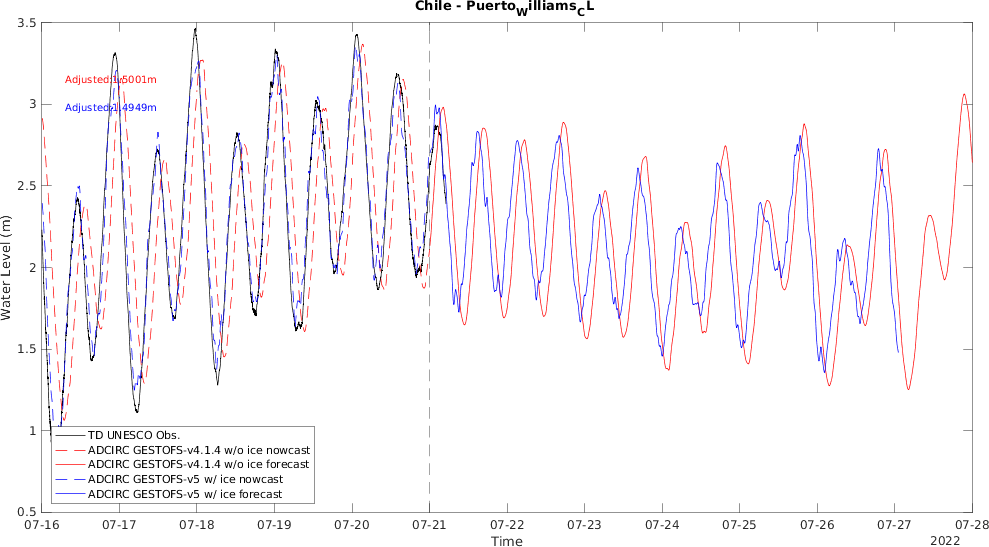 Chile - PuertoWilliamsCL
3.5
3
2.5
2
1.5
1
0.5
Water Level (m)
Adjusted:1.5001m
Adjusted:1.4949m
TD UNESCO Obs.
ADCIRC GESTOFS-v4.1.4 w/o ice nowcast
ADCIRC GESTOFS-v4.1.4 w/o ice forecast
ADCIRC GESTOFS-v5 w/ ice nowcast
ADCIRC GESTOFS-v5 w/ ice forecast
07-16 07-17 07-18 07-19 07-20 07-21 07-22 07-23 07-24 07-25 07-26 07-27 07-28
Time
2022